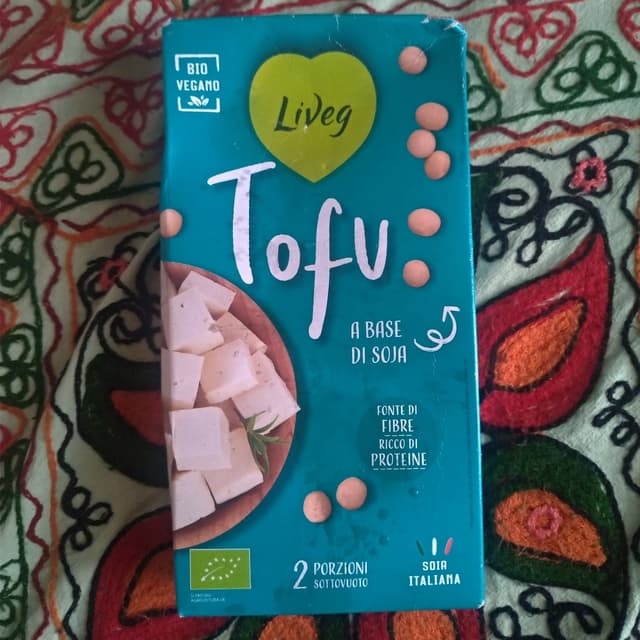 BIO
VEGANO
Liveg
Tofu
A BASE
DI SOJA
FONTE DI
FIBRE
RICCO DI
PROTEINE
2 PORZIONI
SOTTOVUOTO
SOIA
ITALIANA